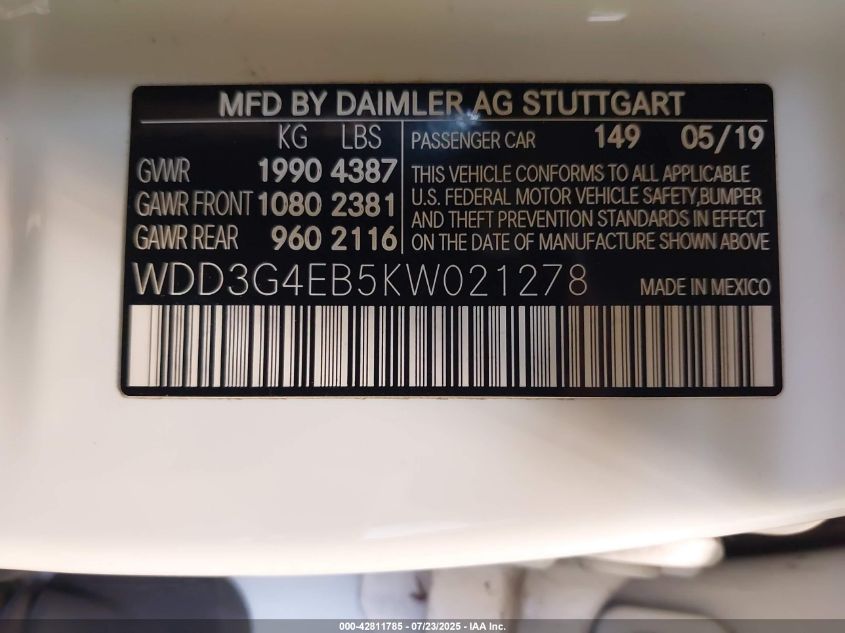 MFD BY DAIMLER AG STUTTGART
KG LBS
GVWR 1990 4387
GAWR FRONT 1080 2381
GAWR REAR 960 2116
PASSENGER CAR 149 05/19
THIS VEHICLE CONFORMS TO ALL APPLICABLE
U.S. FEDERAL MOTOR VEHICLE SAFETY,BUMPER
AND THEFT PREVENTION STANDARDS IN EFFECT
ON THE DATE OF MANUFACTURE SHOWN ABOVE
WDD3G4EB5KW021278 MADE IN MEXICO
000-42811785 - 07/23/2025 - IAA Inc.